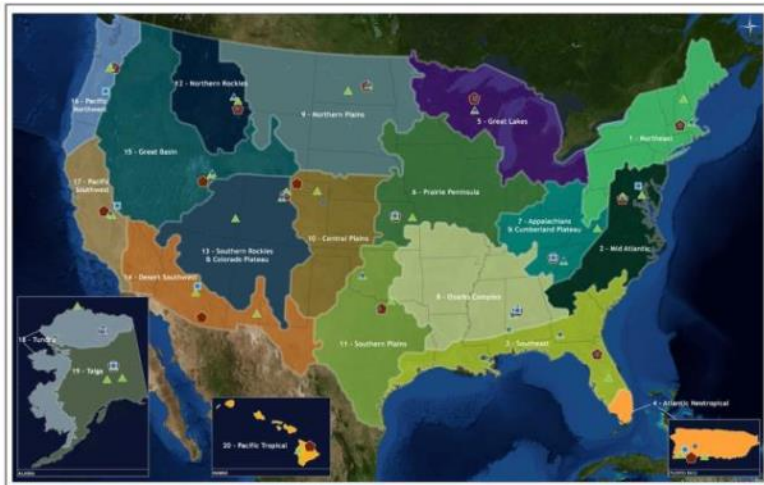 12 - Northern Rockies
16 - Pacific
Northwest
9 - Northern Plains
5 - Great Lakes
1 - Northeast
15 - Great Basin
17 - Pacific
Southwest
6 - Prairie Peninsula
7 - Appalachians
& Cumberland Plateau
2 - Mid Atlantic
10 - Central Plains
13 - Southern Rockies
& Colorado Plateau
14 - Desert Southwest
8 - Ozarks Complex
11 - Southern Plains
3 - Southeast
18 - Tundra
19 - Taiga
4 - Atlantic Neotropical
20 - Pacific Tropical